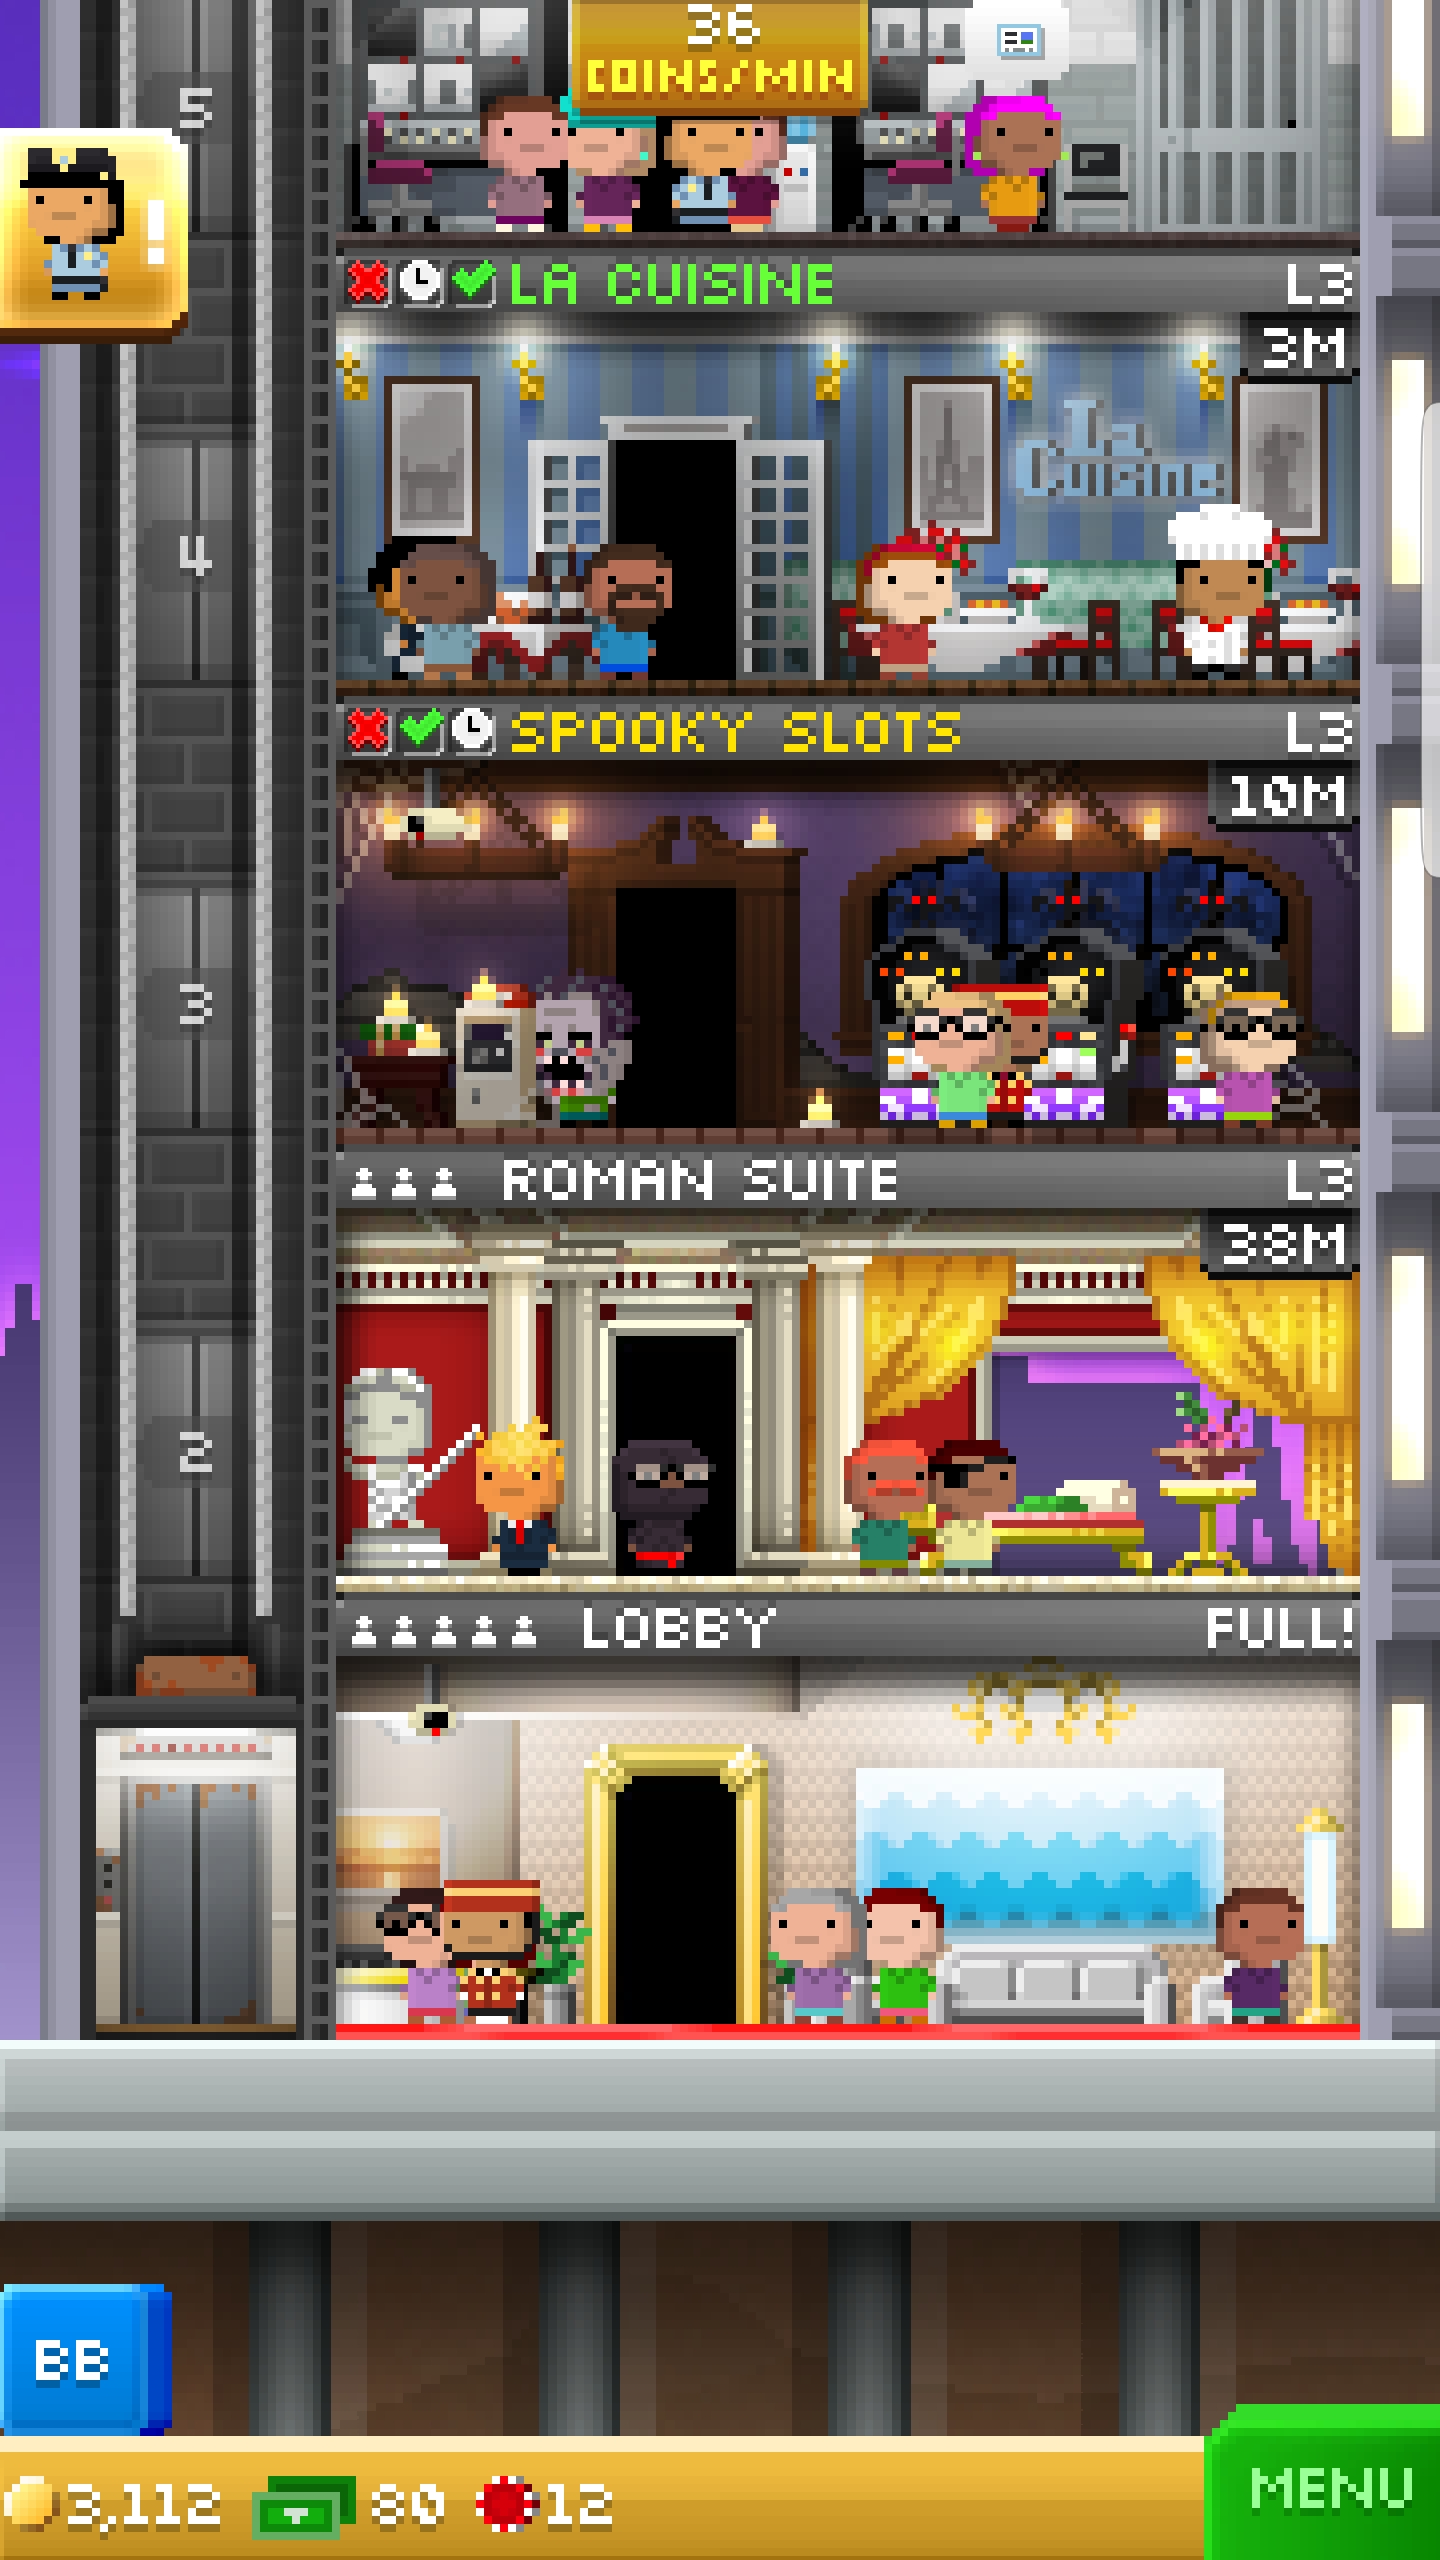 36
COINS/MIN
5
!
LA CUISINE
L3
3M
La
Cuisine
4
SPOOKY SLOTS
L3
10M
3
ROMAN SUITE
L3
38M
2
LOBBY
FULL!
BB
3,112
80
12
MENU